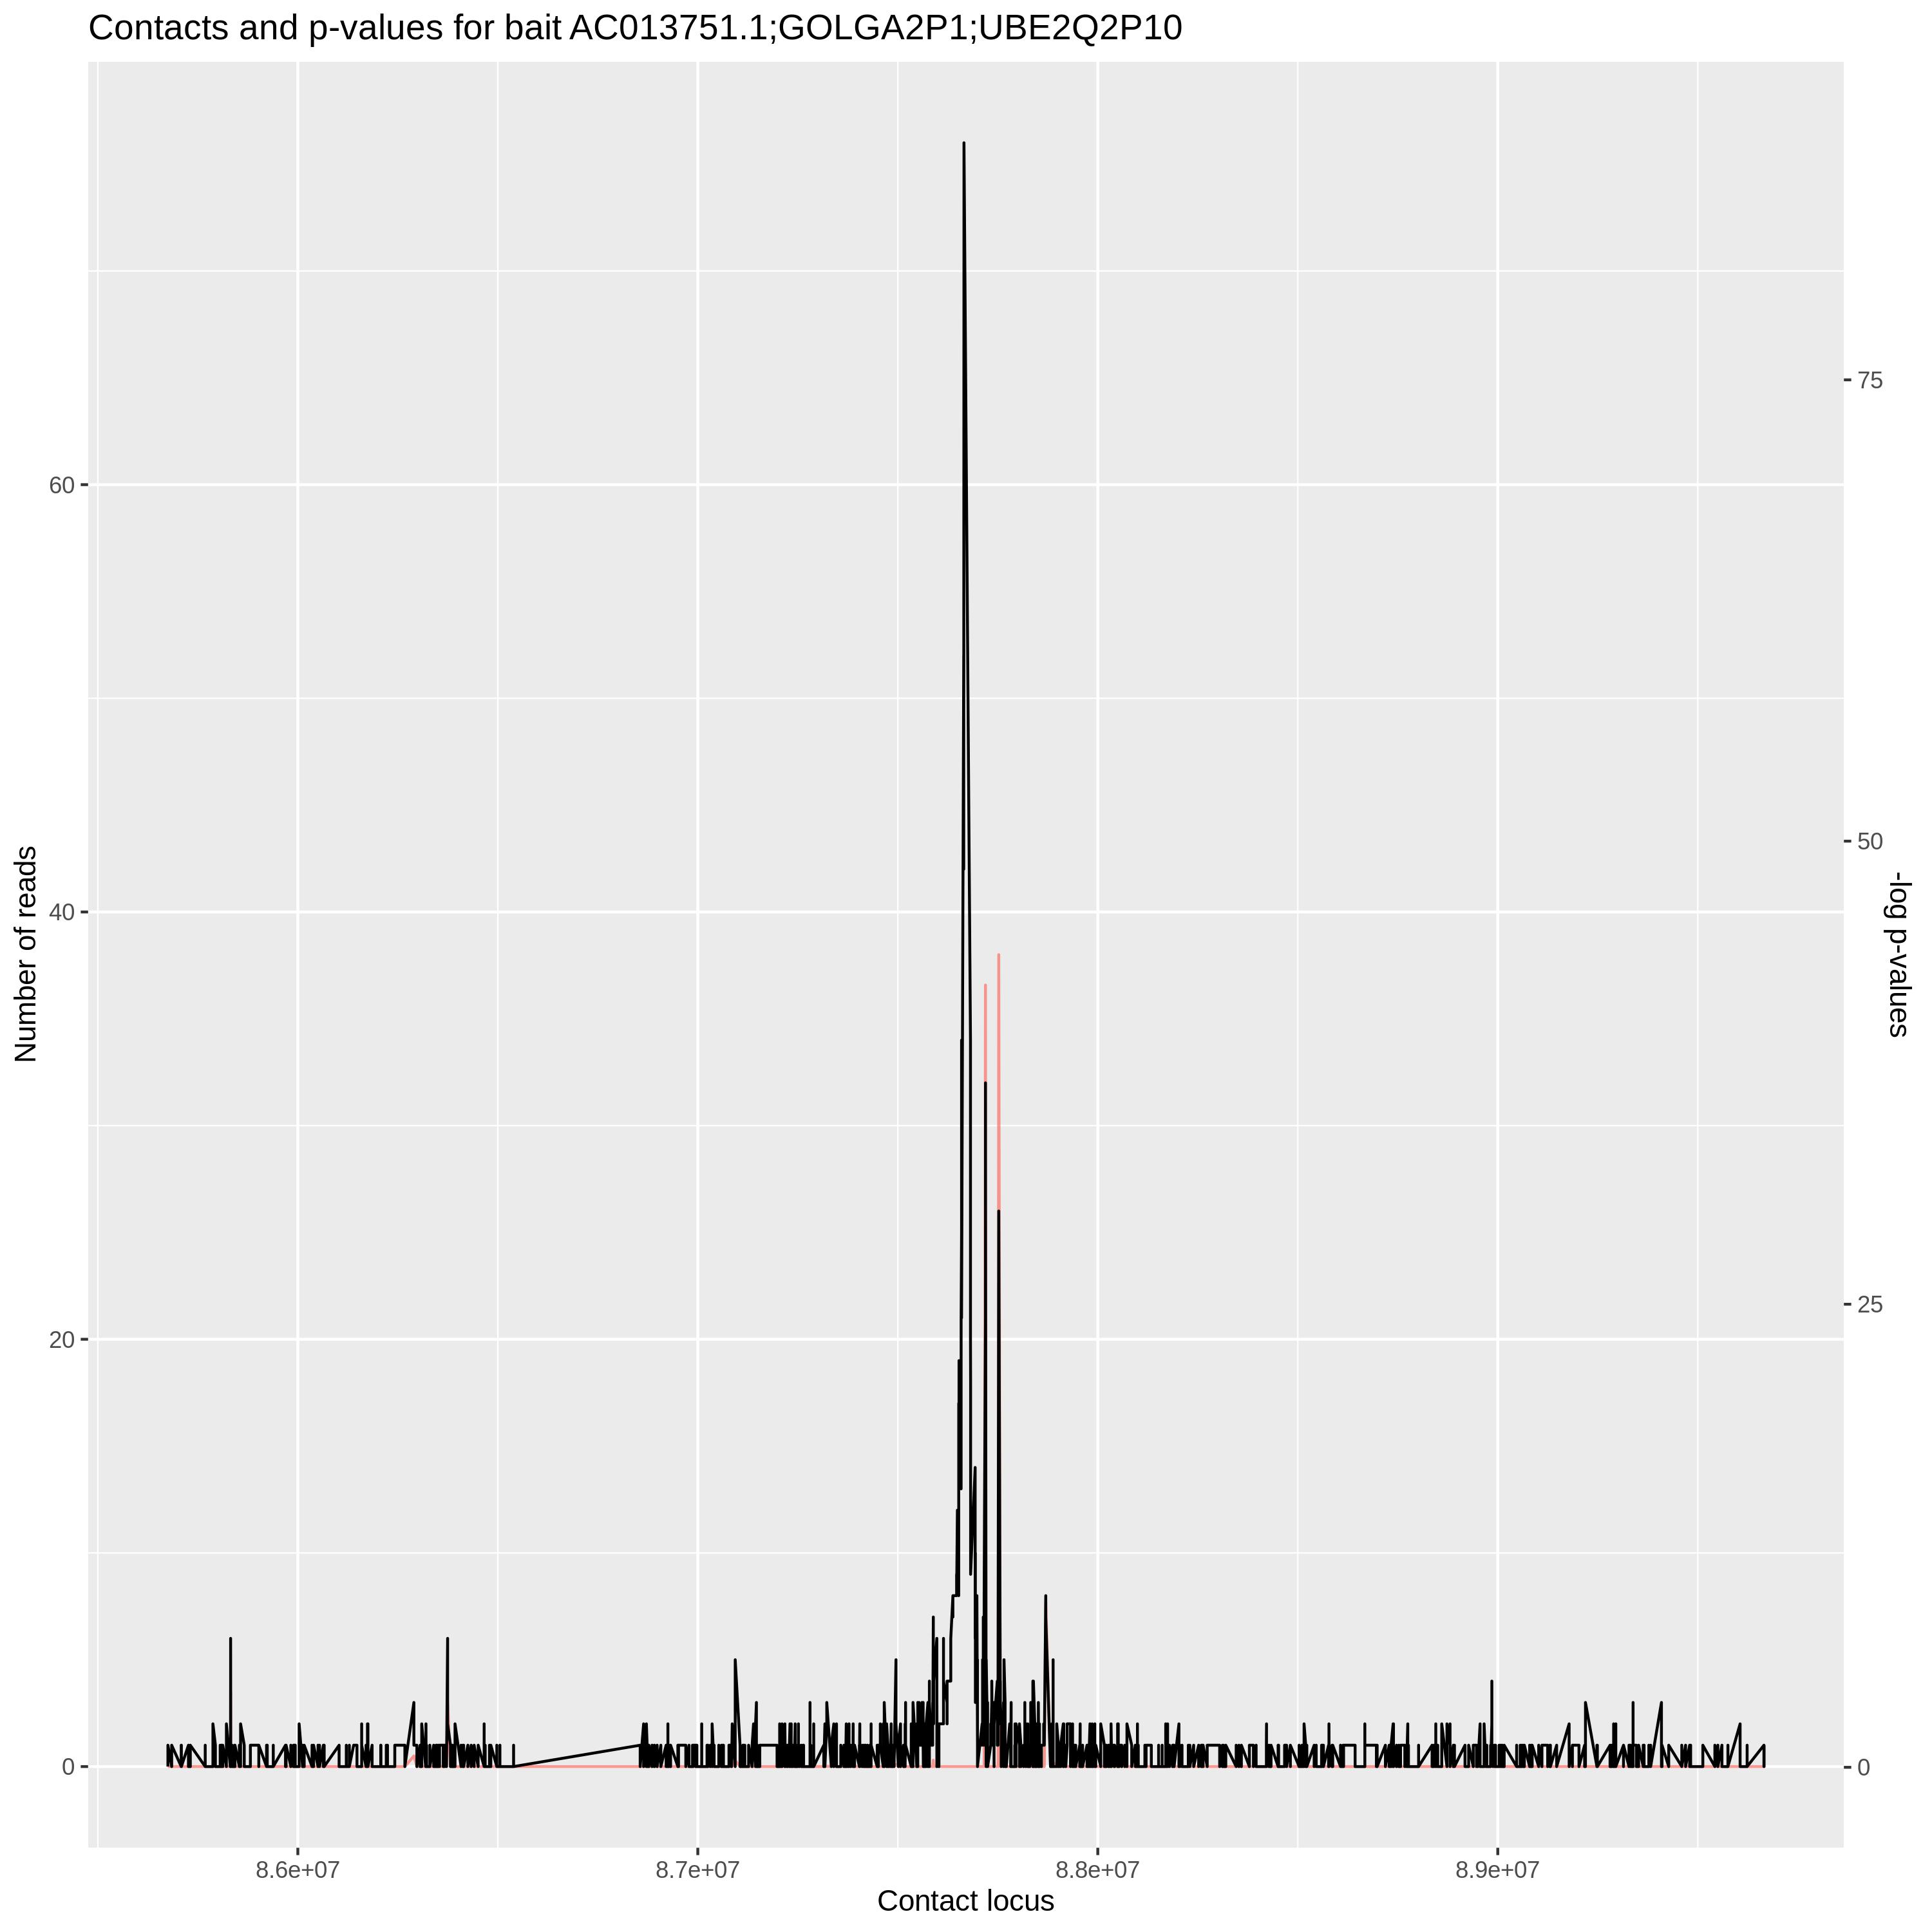 Contacts and p-values for bait AC013751.1;GOLGA2P1;UBE2Q2P10
Number of reads
60
40
20
0
75
50
25
0
-log p-values
8.6e+07
8.7e+07
8.8e+07
8.9e+07
Contact locus